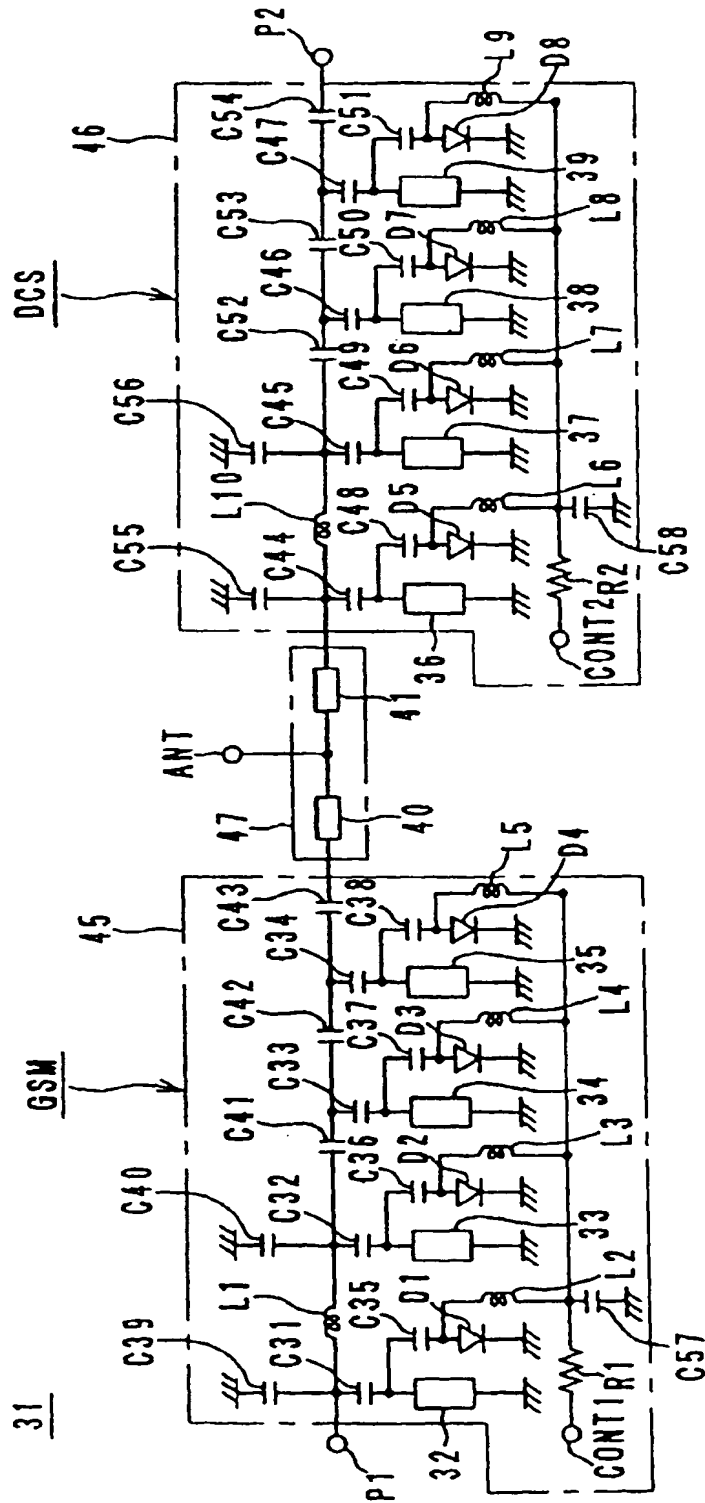 31
GSM
DCS
45
46
47
ANT
P1
P2
C39
L1
C40
C41
C42
C43
C31
C32
C33
C34
C35
C36
C37
C38
D1
D2
D3
D4
32
33
34
35
L2
L3
L4
L5
CONT1
R1
C57
40
41
C55
L10
C56
C52
C53
C54
C44
C45
C46
C47
C48
C49
C50
C51
D5
D6
D7
D8
36
37
38
39
L6
L7
L8
L9
CONT2
R2
C58